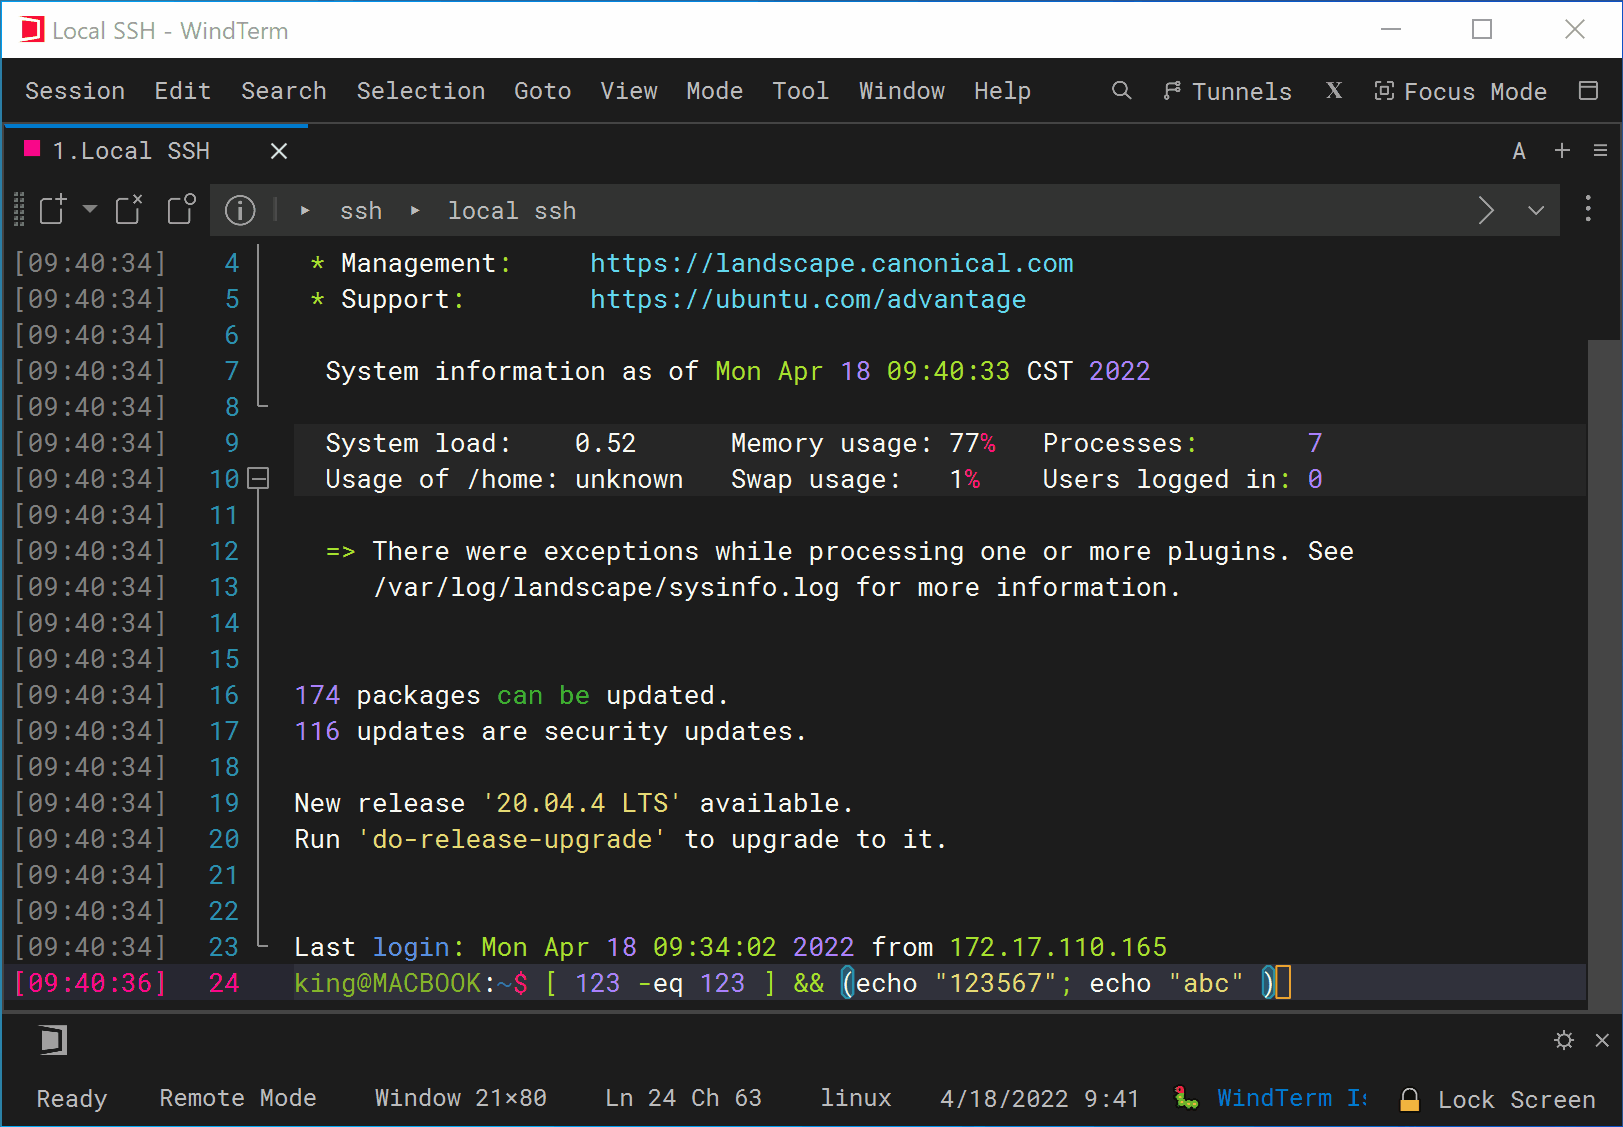 Local SSH - WindTerm
Session Edit Search Selection Goto View Mode Tool Window Help Tunnels X Focus Mode
1.Local SSH A
ssh local ssh
[09:40:34] 4 * Management: https://landscape.canonical.com
[09:40:34] 5 * Support: https://ubuntu.com/advantage
[09:40:34] 6
[09:40:34] 7 System information as of Mon Apr 18 09:40:33 CST 2022
[09:40:34] 8
[09:40:34] 9 System load: 0.52 Memory usage: 77% Processes: 7
[09:40:34] 10 Usage of /home: unknown Swap usage: 1% Users logged in: 0
[09:40:34] 11
[09:40:34] 12 => There were exceptions while processing one or more plugins. See
[09:40:34] 13 /var/log/landscape/sysinfo.log for more information.
[09:40:34] 14
[09:40:34] 15
[09:40:34] 16 174 packages can be updated.
[09:40:34] 17 116 updates are security updates.
[09:40:34] 18
[09:40:34] 19 New release '20.04.4 LTS' available.
[09:40:34] 20 Run 'do-release-upgrade' to upgrade to it.
[09:40:34] 21
[09:40:34] 22
[09:40:34] 23 Last login: Mon Apr 18 09:34:02 2022 from 172.17.110.165
[09:40:36] 24 king@MACBOOK:~$ [ 123 -eq 123 ] && (echo "123567"; echo "abc" )
Ready Remote Mode Window 21×80 Ln 24 Ch 63 linux 4/18/2022 9:41 WindTerm Is Lock Screen